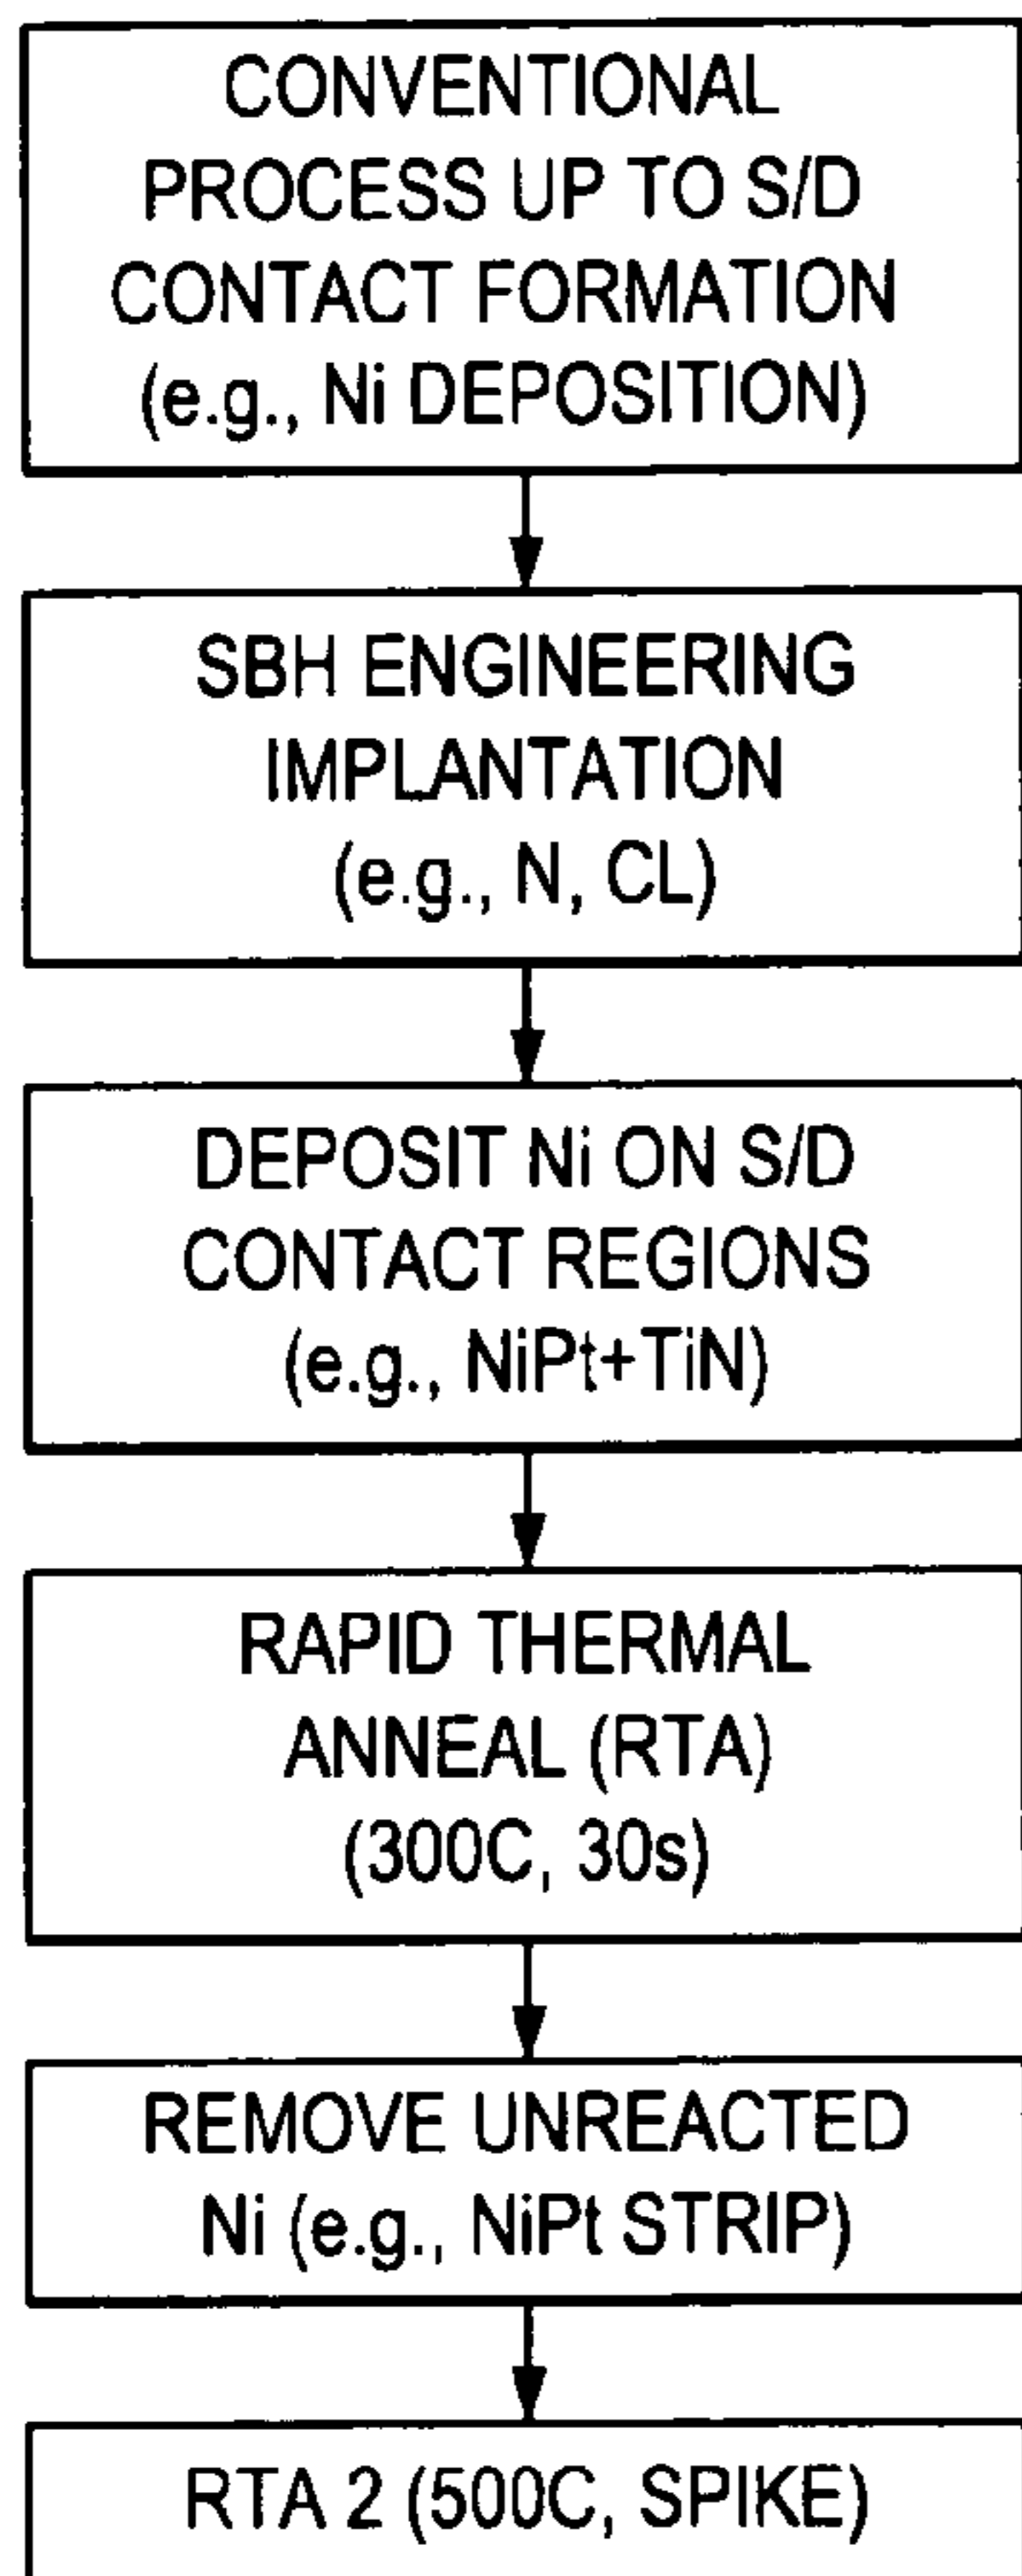 CONVENTIONAL
PROCESS UP TO S/D
CONTACT FORMATION
(e.g., Ni DEPOSITION)
SBH ENGINEERING
IMPLANTATION
(e.g., N, CL)
DEPOSIT Ni ON S/D
CONTACT REGIONS
(e.g., NiPt+TiN)
RAPID THERMAL
ANNEAL (RTA)
(300C, 30s)
REMOVE UNREACTED
Ni (e.g., NiPt STRIP)
RTA 2 (500C, SPIKE)